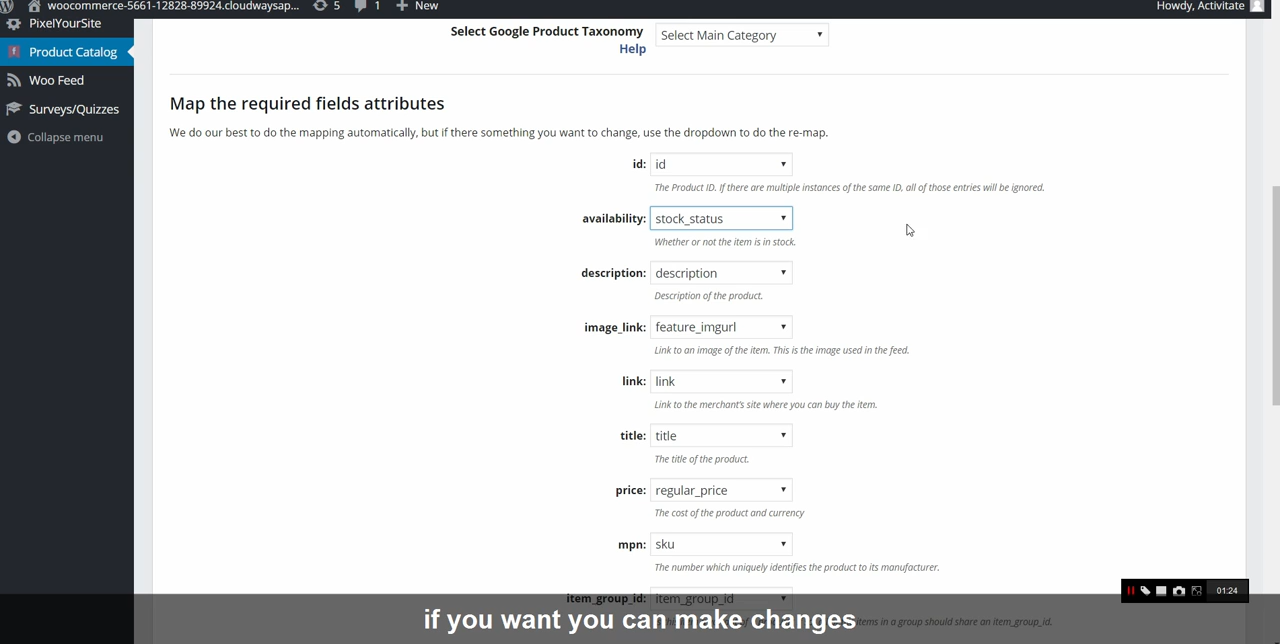 woocommerce-5661-12828-89924.cloudwaysap... 5 1 New Howdy, Activitate
PixelYourSite
Product Catalog
Woo Feed
Surveys/Quizzes
Collapse menu
Select Google Product Taxonomy Select Main Category
Help
Map the required fields attributes
We do our best to do the mapping automatically, but if there something you want to change, use the dropdown to do the re-map.
id: id
The Product ID. If there are multiple instances of the same ID, all of those entries will be ignored.
availability: stock_status
Whether or not the item is in stock.
description: description
Description of the product.
image_link: feature_imgurl
Link to an image of the item. This is the image used in the feed.
link: link
Link to the merchant's site where you can buy the item.
title: title
The title of the product.
price: regular_price
The cost of the product and currency
mpn: sku
The number which uniquely identifies the product to its manufacturer.
01:24
item_group_id: item_group_id
if you want you can make changes
items in a group should share an item_group_id.